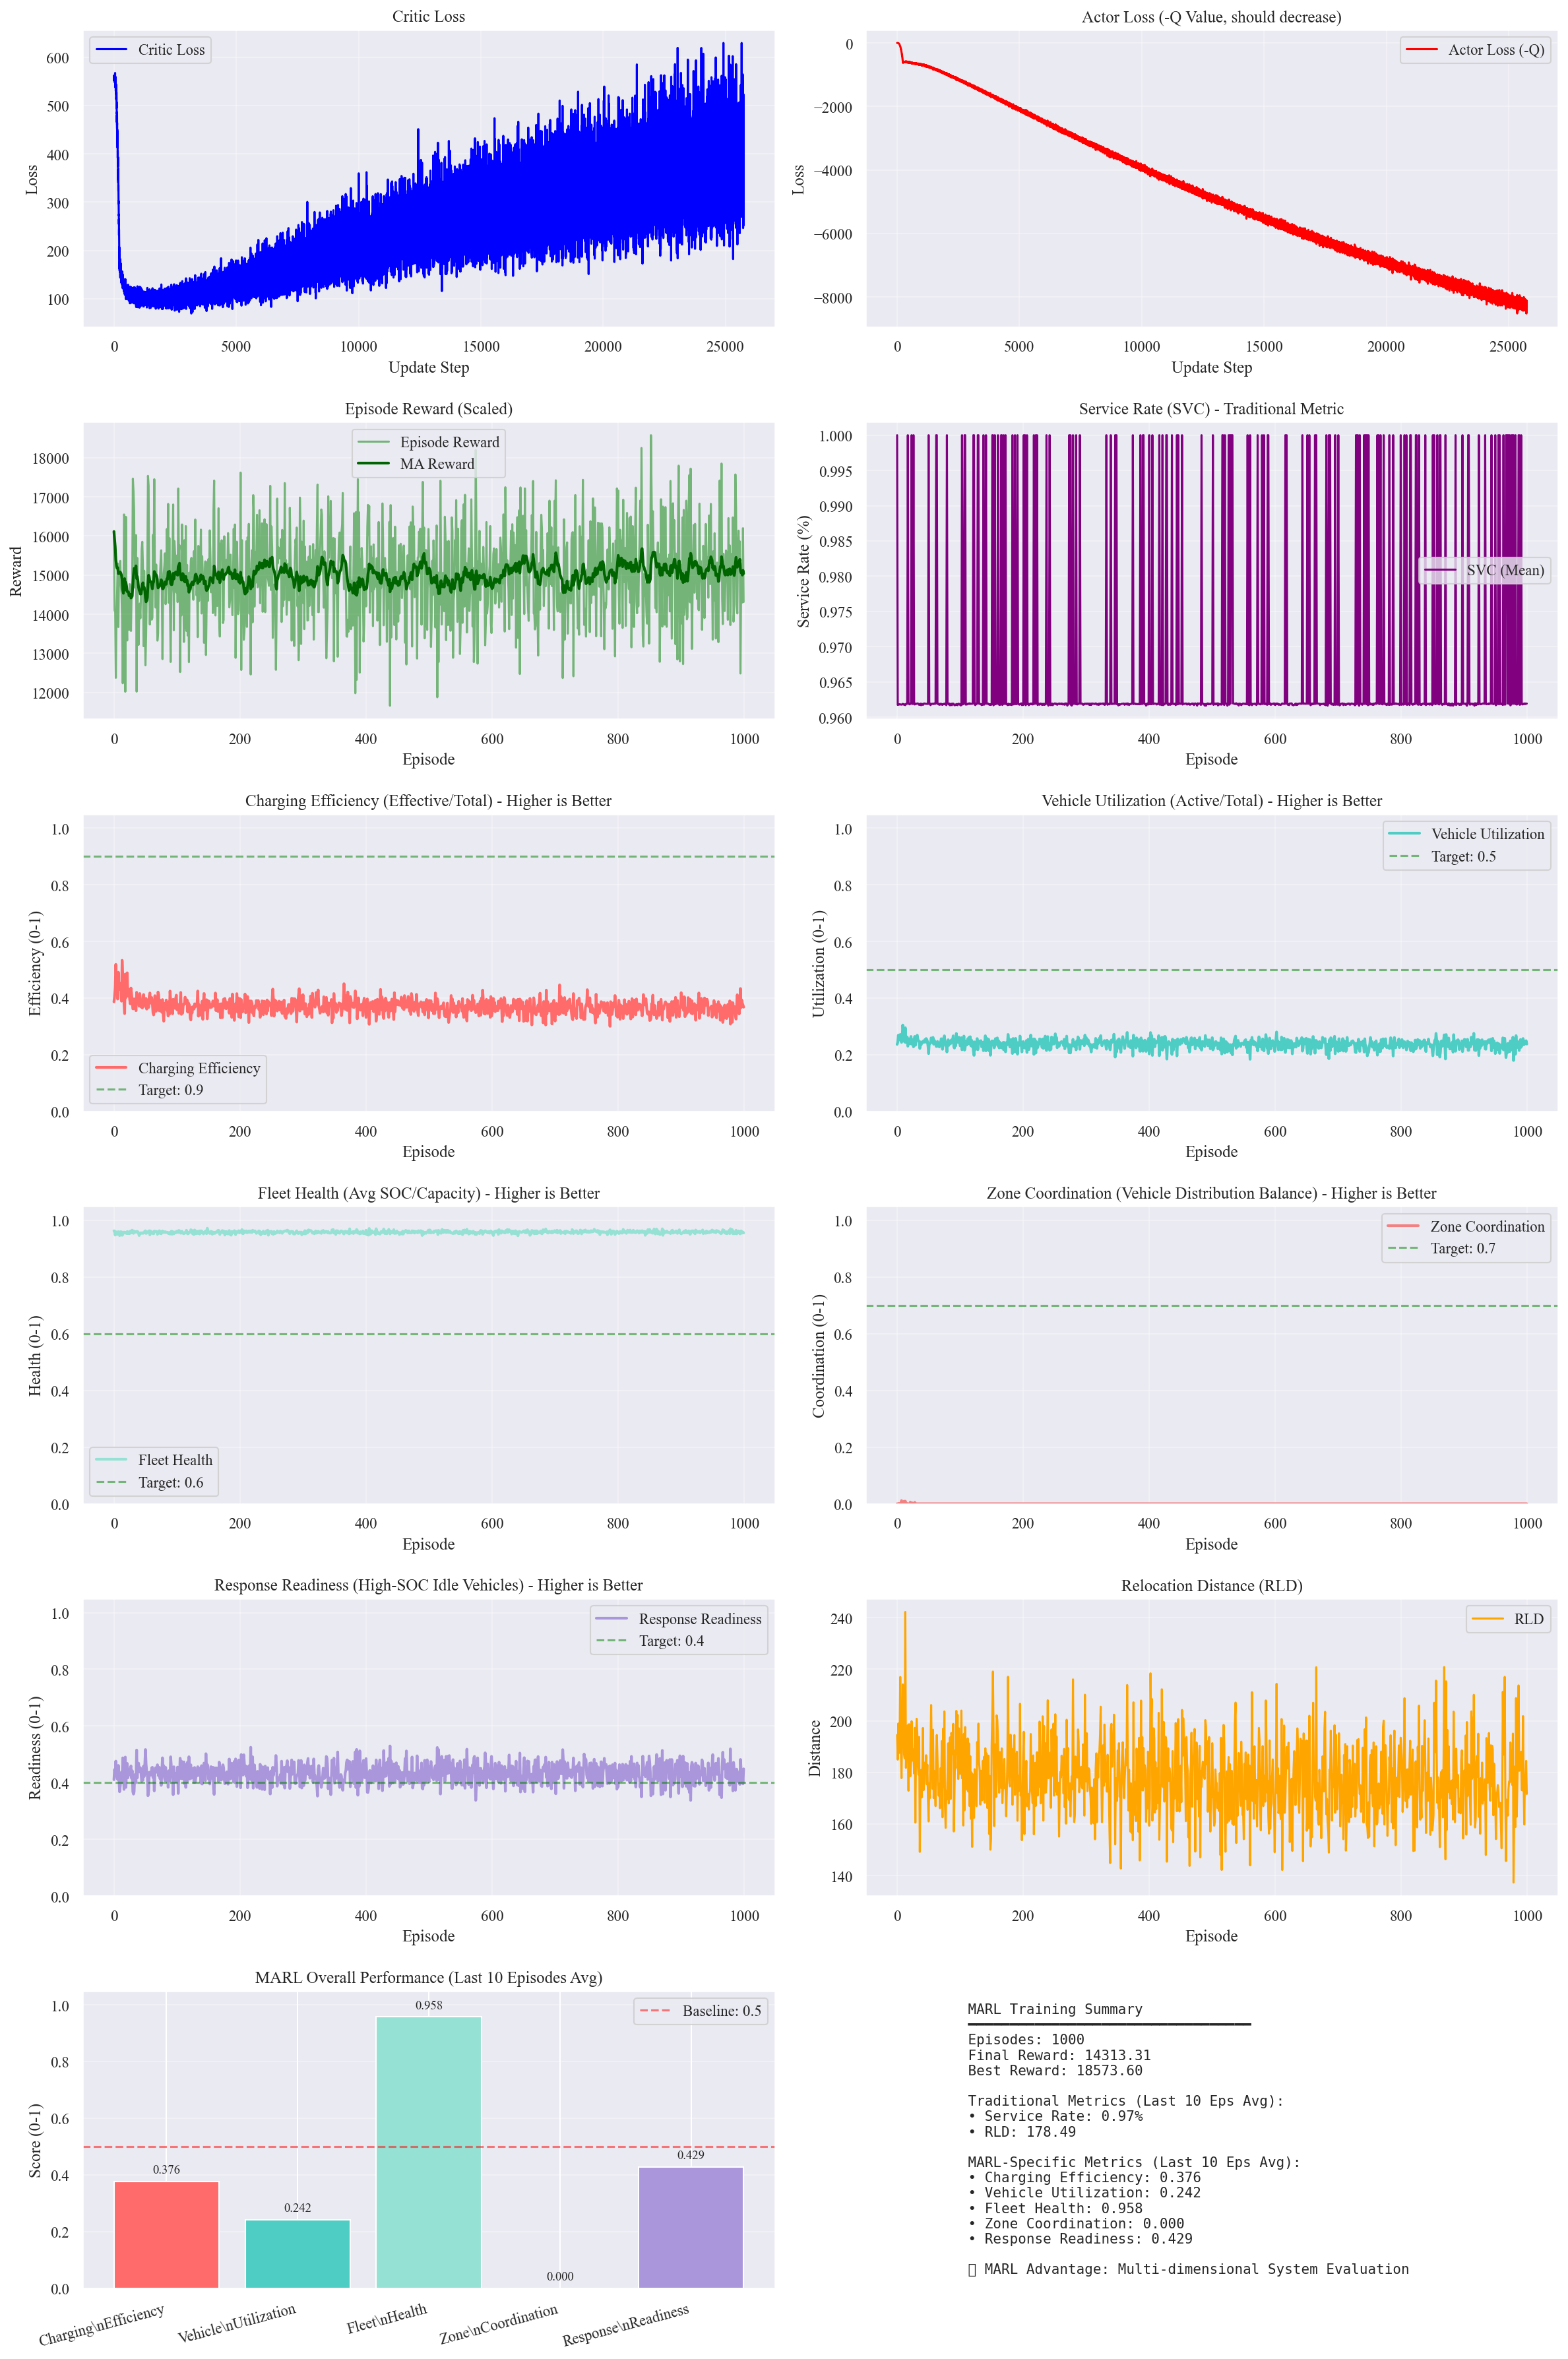 Critic Loss
Critic Loss
Loss
600
500
400
300
200
100
0
5000
10000
15000
20000
25000
Update Step
Actor Loss (-Q Value, should decrease)
Actor Loss (-Q)
Loss
0
−2000
−4000
−6000
−8000
0
5000
10000
15000
20000
25000
Update Step
Episode Reward (Scaled)
Episode Reward
MA Reward
Reward
18000
17000
16000
15000
14000
13000
12000
0
200
400
600
800
1000
Episode
Service Rate (SVC) - Traditional Metric
SVC (Mean)
Service Rate (%)
1.000
0.995
0.990
0.985
0.980
0.975
0.970
0.965
0.960
0
200
400
600
800
1000
Episode
Charging Efficiency (Effective/Total) - Higher is Better
Efficiency (0-1)
1.0
0.8
0.6
0.4
0.2
0.0
Charging Efficiency
Target: 0.9
0
200
400
600
800
1000
Episode
Vehicle Utilization (Active/Total) - Higher is Better
Vehicle Utilization
Target: 0.5
Utilization (0-1)
1.0
0.8
0.6
0.4
0.2
0.0
0
200
400
600
800
1000
Episode
Fleet Health (Avg SOC/Capacity) - Higher is Better
Health (0-1)
1.0
0.8
0.6
0.4
0.2
0.0
Fleet Health
Target: 0.6
0
200
400
600
800
1000
Episode
Zone Coordination (Vehicle Distribution Balance) - Higher is Better
Zone Coordination
Target: 0.7
Coordination (0-1)
1.0
0.8
0.6
0.4
0.2
0.0
0
200
400
600
800
1000
Episode
Response Readiness (High-SOC Idle Vehicles) - Higher is Better
Response Readiness
Target: 0.4
Readiness (0-1)
1.0
0.8
0.6
0.4
0.2
0.0
0
200
400
600
800
1000
Episode
Relocation Distance (RLD)
RLD
Distance
240
220
200
180
160
140
0
200
400
600
800
1000
Episode
MARL Overall Performance (Last 10 Episodes Avg)
Baseline: 0.5
Score (0-1)
1.0
0.8
0.6
0.4
0.2
0.0
0.376
0.242
0.958
0.000
0.429
Charging\nEfficiency
Vehicle\nUtilization
Fleet\nHealth
Zone\nCoordination
Response\nReadiness
MARL Training Summary
Episodes: 1000
Final Reward: 14313.31
Best Reward: 18573.60
Traditional Metrics (Last 10 Eps Avg):
• Service Rate: 0.97%
• RLD: 178.49
MARL-Specific Metrics (Last 10 Eps Avg):
• Charging Efficiency: 0.376
• Vehicle Utilization: 0.242
• Fleet Health: 0.958
• Zone Coordination: 0.000
• Response Readiness: 0.429
MARL Advantage: Multi-dimensional System Evaluation